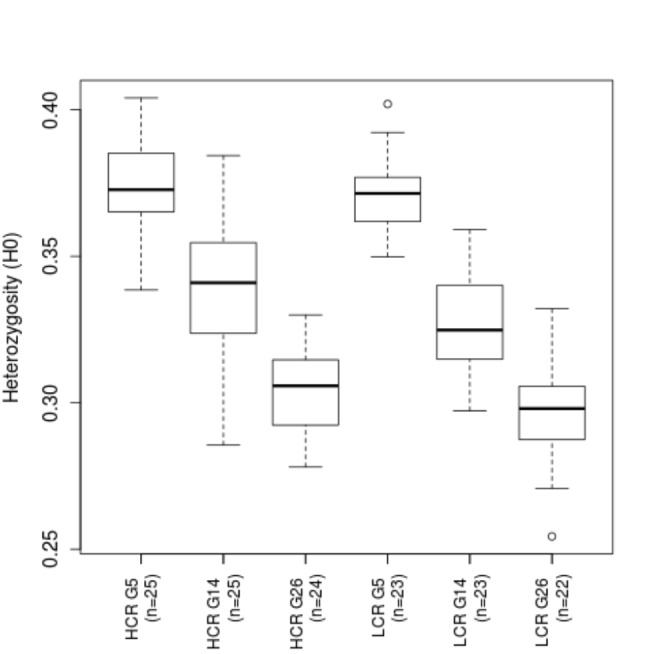 Heterozygosity (H0)
0.40
0.35
0.30
0.25
HCR G5
(n=25)
HCR G14
(n=25)
HCR G26
(n=24)
LCR G5
(n=23)
LCR G14
(n=23)
LCR G26
(n=22)